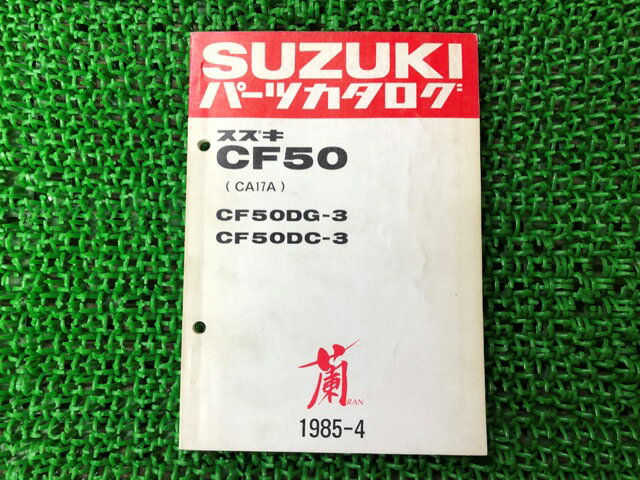 SUZUKI
パーツカタログ
スズキ
CF50
(CA17A)
CF50DG-3
CF50DC-3
蘭
RAN
1985-4